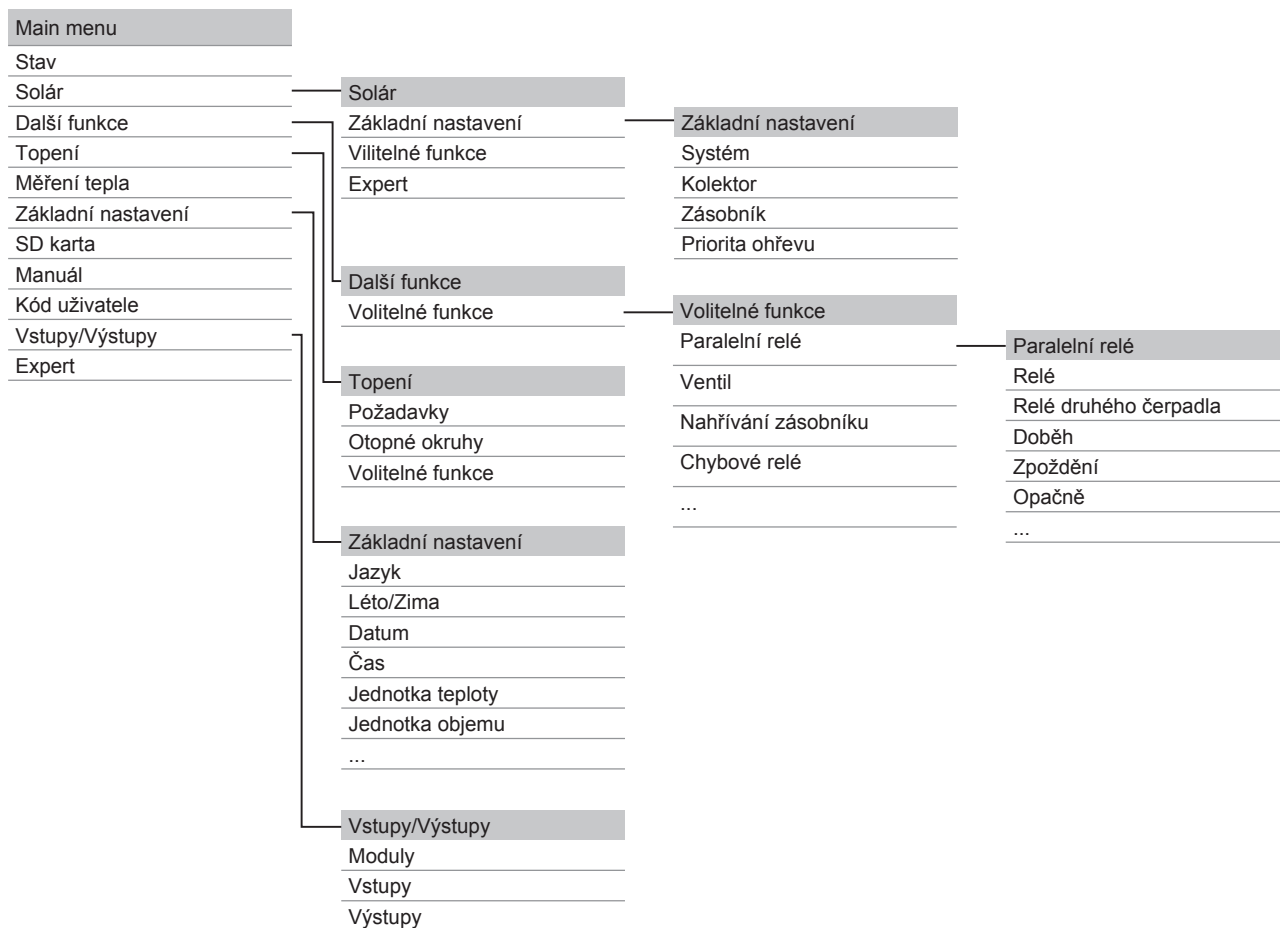 Main menu
Stav
Solár
Další funkce
Topení
Měření tepla
Základní nastavení
SD karta
Manuál
Kód uživatele
Vstupy/Výstupy
Expert
Solár
Základní nastavení
Vilitelné funkce
Expert
Další funkce
Volitelné funkce
Topení
Požadavky
Otopné okruhy
Volitelné funkce
Základní nastavení
Jazyk
Léto/Zima
Datum
Čas
Jednotka teploty
Jednotka objemu
...
Vstupy/Výstupy
Moduly
Vstupy
Výstupy
Základní nastavení
Systém
Kolektor
Zásobník
Priorita ohřevu
Volitelné funkce
Paralelní relé
Ventil
Nahřívání zásobníku
Chybové relé
...
Paralelní relé
Relé
Relé druhého čerpadla
Doběh
Zpoždění
Opačně
...